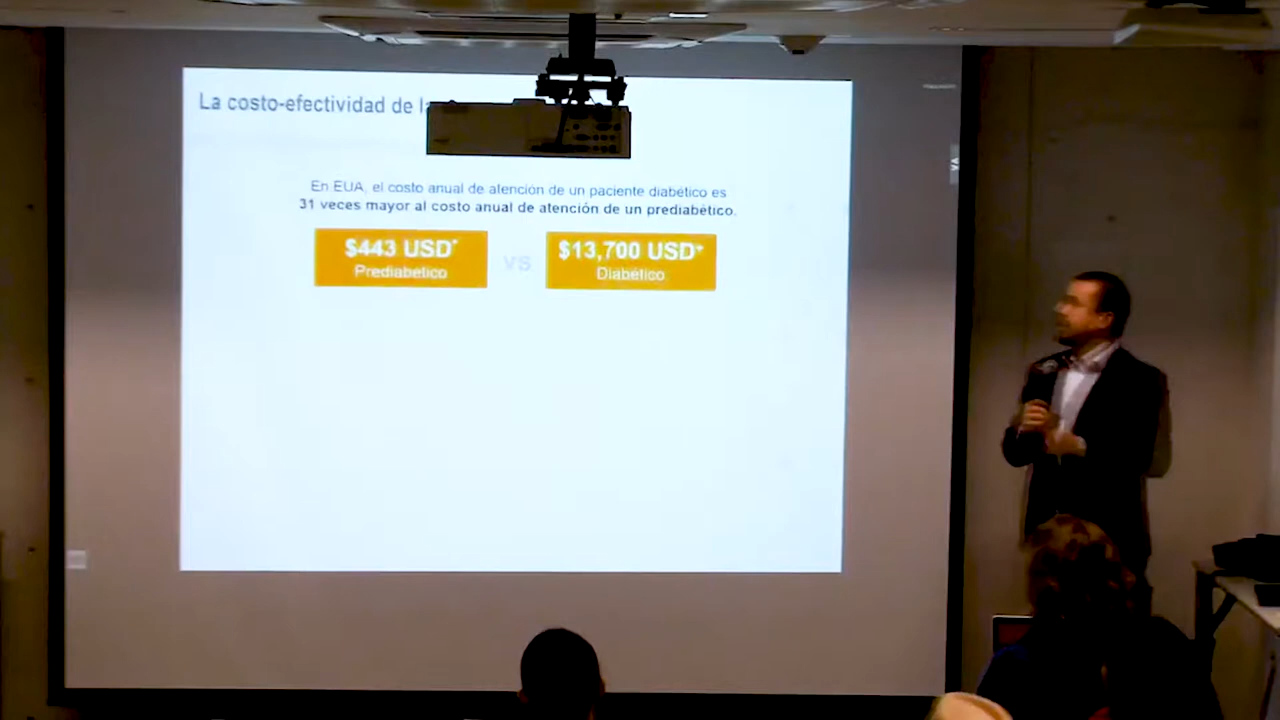 La costo-efectividad de la
En EUA, el costo anual de atención de un paciente diabético es
31 veces mayor al costo anual de atención de un prediabético.
$443 USD*
Prediabético
vs
$13,700 USD+
Diabético